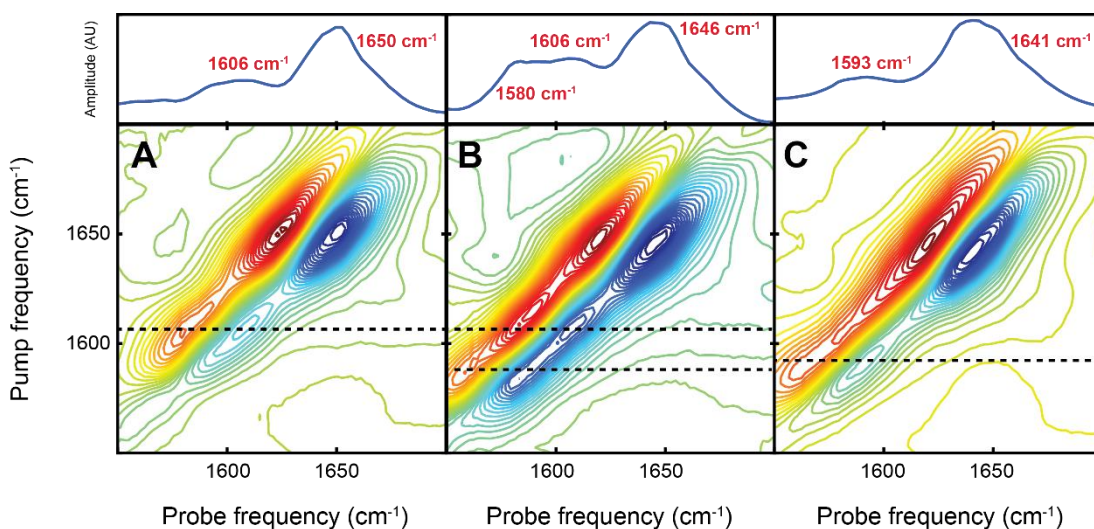 Amplitude (AU)
1606 cm⁻¹
1650 cm⁻¹
1606 cm⁻¹
1646 cm⁻¹
1580 cm⁻¹
1593 cm⁻¹
1641 cm⁻¹
A
B
C
Pump frequency (cm⁻¹)
1650
1600
1600 1650 1600 1650 1600 1650
Probe frequency (cm⁻¹) Probe frequency (cm⁻¹) Probe frequency (cm⁻¹)